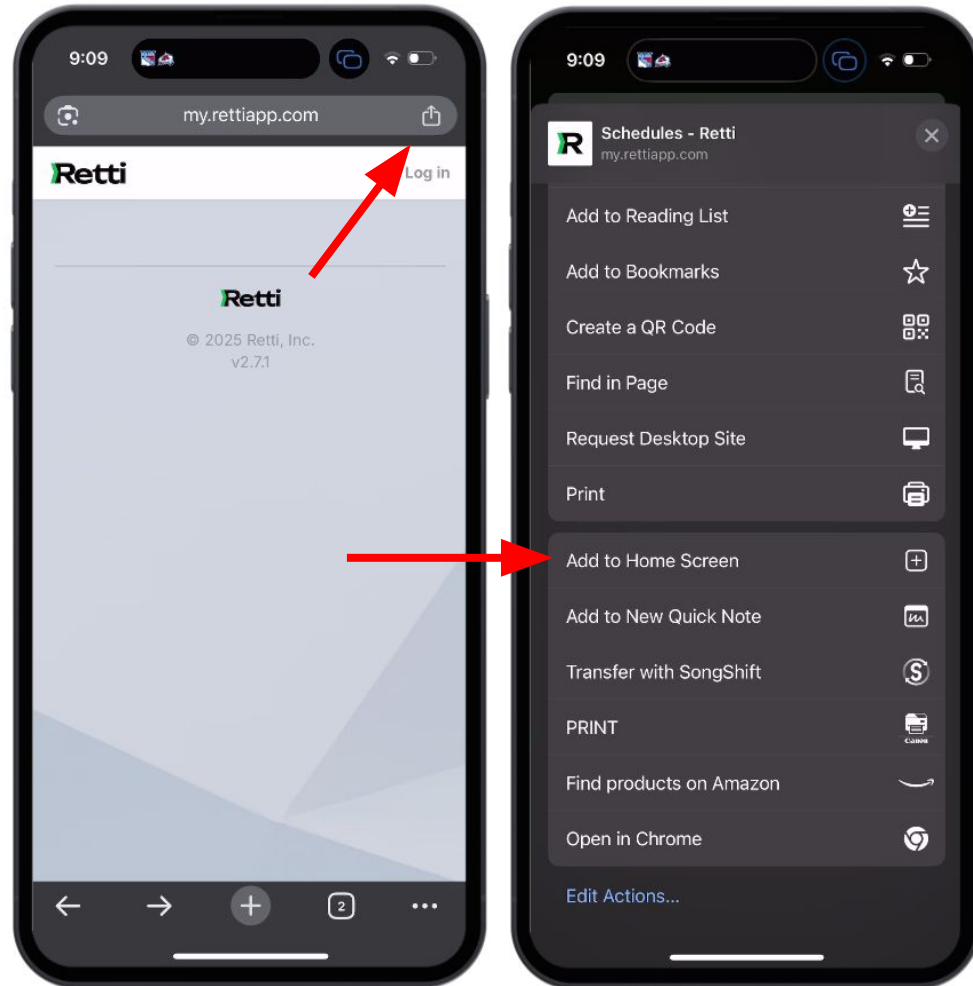 9:09
my.rettiapp.com
Retti
Log in
Retti
© 2025 Retti, Inc.
v2.7.1
2
9:09
R
Schedules - Retti
my.rettiapp.com
Add to Reading List
Add to Bookmarks
Create a QR Code
Find in Page
Request Desktop Site
Print
Add to Home Screen
Add to New Quick Note
Transfer with SongShift
S
PRINT
Canon
Find products on Amazon
Open in Chrome
Edit Actions...